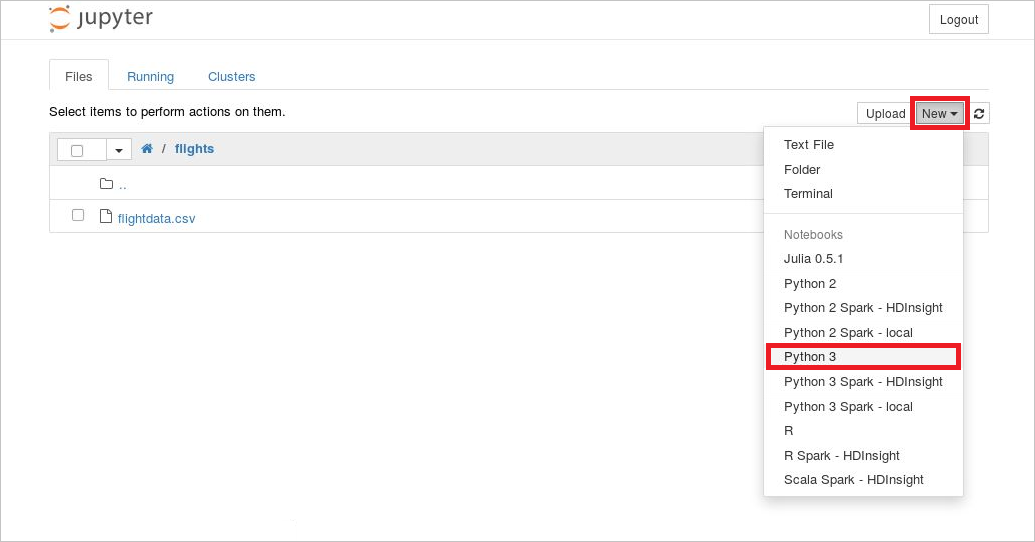 jupyter
Logout
Files Running Clusters
Select items to perform actions on them.
Upload New
/ flights
..
flightdata.csv
Text File
Folder
Terminal
Notebooks
Julia 0.5.1
Python 2
Python 2 Spark - HDInsight
Python 2 Spark - local
Python 3
Python 3 Spark - HDInsight
Python 3 Spark - local
R
R Spark - HDInsight
Scala Spark - HDInsight